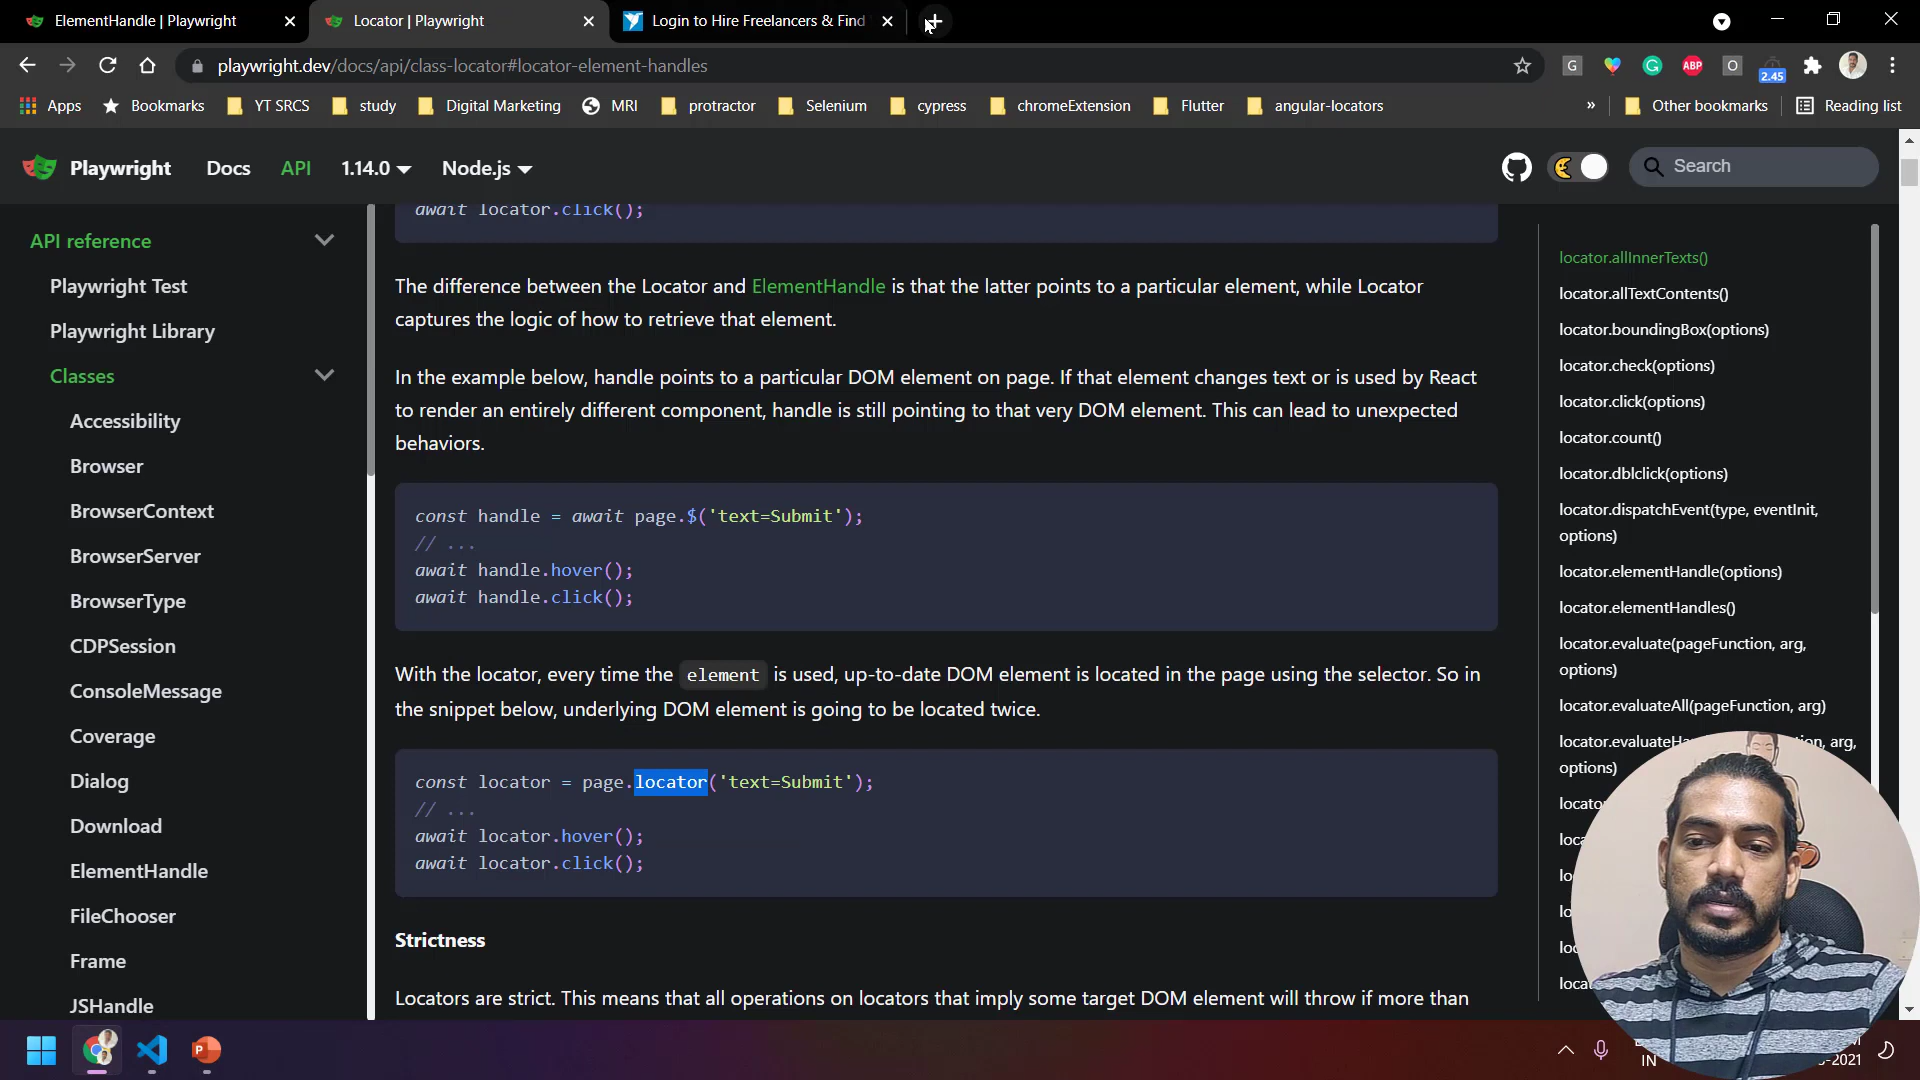 ElementHandle | Playwright
Locator | Playwright
Login to Hire Freelancers & Find
playwright.dev/docs/api/class-locator#locator-element-handles
G
ABP
O
2.45
Apps
Bookmarks
YT SRCS
study
Digital Marketing
MRI
protractor
Selenium
cypress
chromeExtension
Flutter
angular-locators
»
Other bookmarks
Reading list
Playwright
Docs
API
1.14.0
Node.js
Search
API reference
Playwright Test
Playwright Library
Classes
Accessibility
Browser
BrowserContext
BrowserServer
BrowserType
CDPSession
ConsoleMessage
Coverage
Dialog
Download
ElementHandle
FileChooser
Frame
JSHandle
await locator.click();
The difference between the Locator and ElementHandle is that the latter points to a particular element, while Locator
captures the logic of how to retrieve that element.
In the example below, handle points to a particular DOM element on page. If that element changes text or is used by React
to render an entirely different component, handle is still pointing to that very DOM element. This can lead to unexpected
behaviors.
const handle = await page.$('text=Submit');
// ...
await handle.hover();
await handle.click();
With the locator, every time the element is used, up-to-date DOM element is located in the page using the selector. So in
the snippet below, underlying DOM element is going to be located twice.
const locator = page.locator('text=Submit');
// ...
await locator.hover();
await locator.click();
Strictness
Locators are strict. This means that all operations on locators that imply some target DOM element will throw if more than
locator.allInnerTexts()
locator.allTextContents()
locator.boundingBox(options)
locator.check(options)
locator.click(options)
locator.count()
locator.dblclick(options)
locator.dispatchEvent(type, eventInit,
options)
locator.elementHandle(options)
locator.elementHandles()
locator.evaluate(pageFunction, arg,
options)
locator.evaluateAll(pageFunction, arg)
arg,
options)
IN
-2021